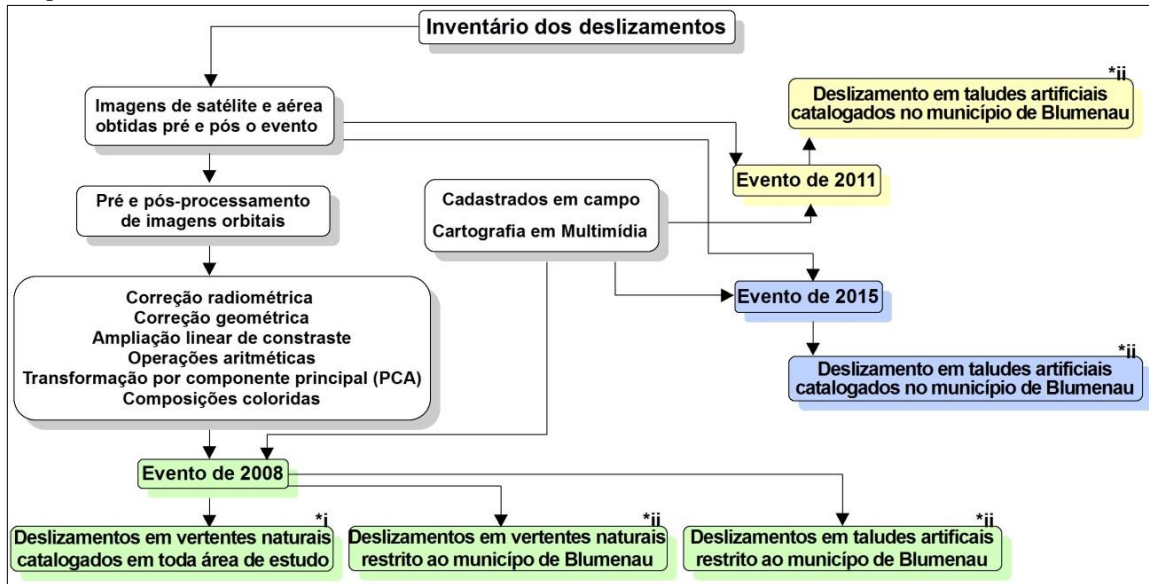 Inventário dos deslizamentos
Imagens de satélite e aérea
obtidas pré e pós o evento
*ii
Deslizamento em taludes artificiais
catalogados no município de Blumenau
Evento de 2011
Pré e pós-processamento
de imagens orbitais
Cadastrados em campo
Cartografia em Multimídia
Evento de 2015
*ii
Deslizamento em taludes artificiais
catalogados no município de Blumenau
Correção radiométrica
Correção geométrica
Ampliação linear de constraste
Operações aritméticas
Transformação por componente principal (PCA)
Composições coloridas
Evento de 2008
*i
Deslizamentos em vertentes naturais
catalogados em toda área de estudo
*ii
Deslizamentos em vertentes naturais
restrito ao municípo de Blumenau
*ii
Deslizamentos em taludes artificais
restrito ao municípo de Blumenau